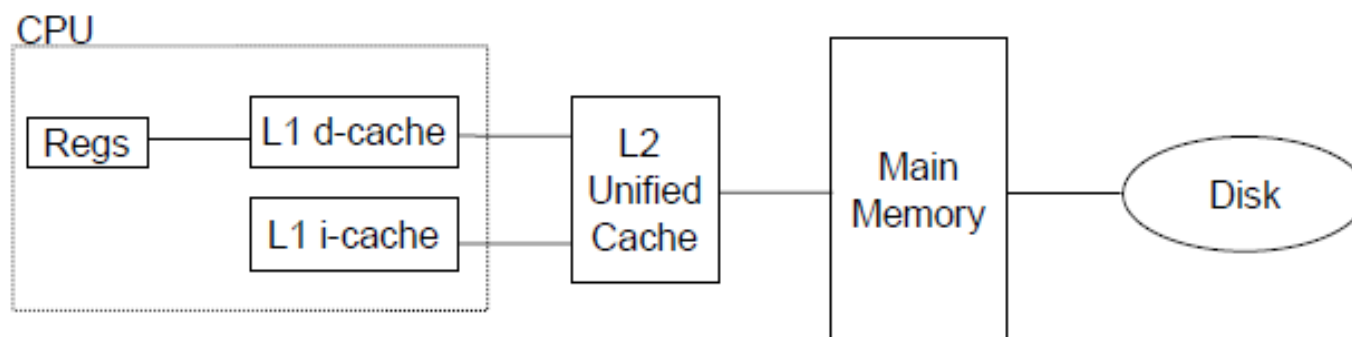 CPU
Regs
L1 d-cache
L1 i-cache
L2
Unified
Cache
Main
Memory
Disk